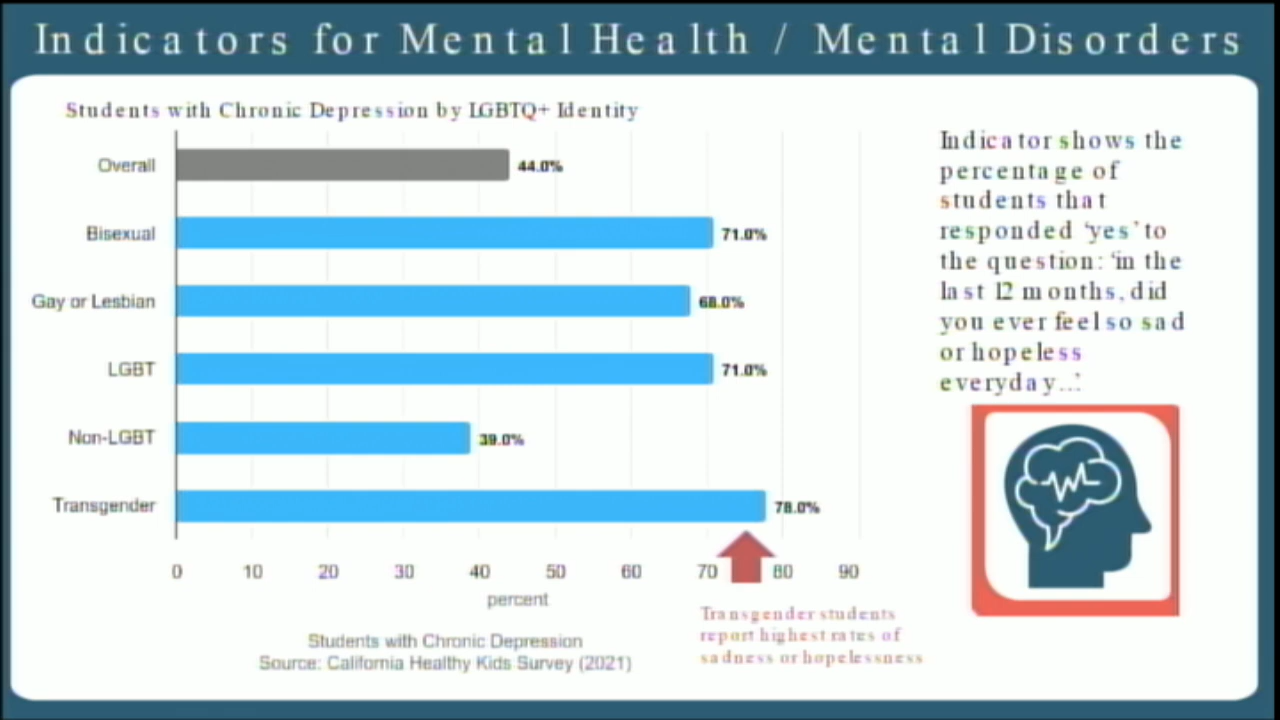 Indicators for Mental Health / Mental Disorders
Students with Chronic Depression by LGBTQ+ Identity
Overall
44.0%
Bisexual
71.0%
Gay or Lesbian
68.0%
LGBT
71.0%
Non-LGBT
39.0%
Transgender
78.0%
0 10 20 30 40 50 60 70 80 90
percent
Students with Chronic Depression
Source: California Healthy Kids Survey (2021)
Transgender students
report highest rates of
sadness or hopelessness
Indicator shows the
percentage of
students that
responded 'yes' to
the question: 'in the
last 12 months, did
you ever feel so sad
or hopeless
everyday...'